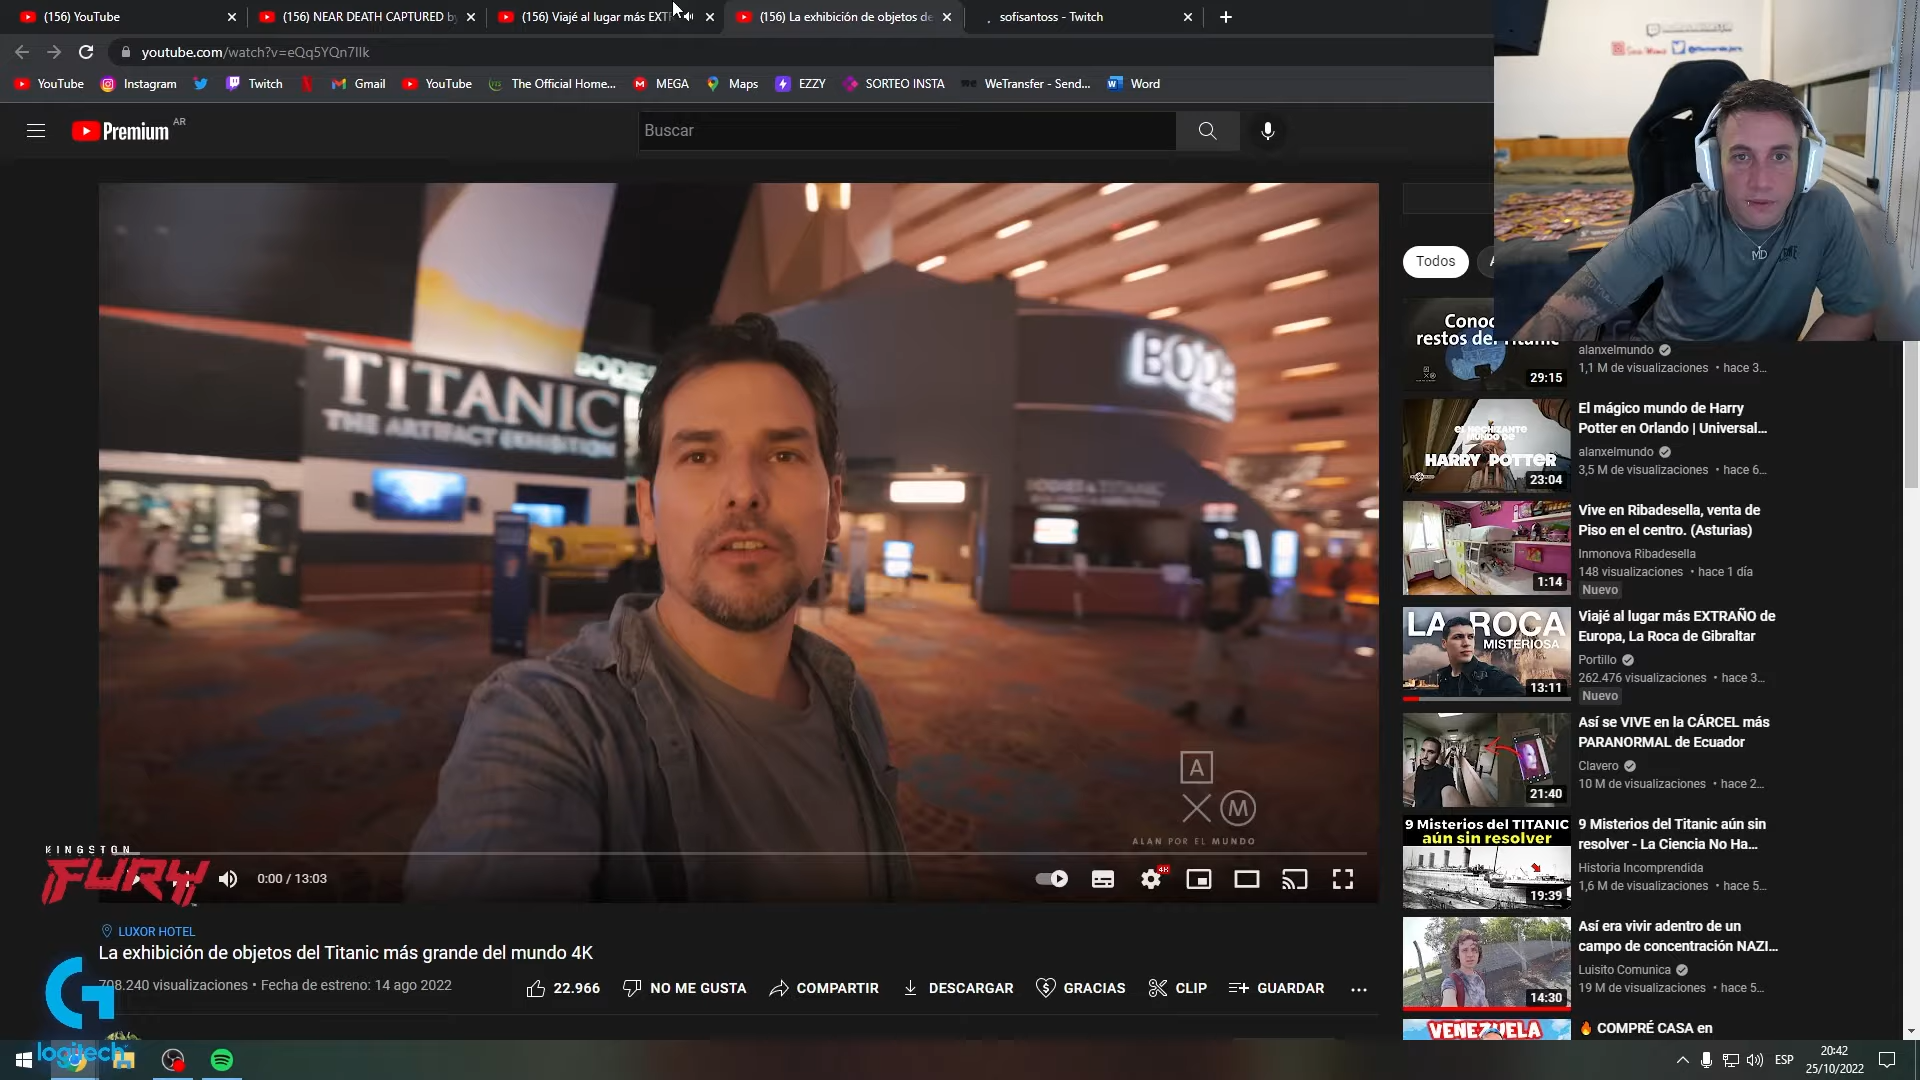 (156) YouTube
(156) NEAR DEATH CAPTURED by
(156) Viajé al lugar más EXTR
(156) La exhibición de objetos de
sofisantoss - Twitch
youtube.com/watch?v=eQq5YQn7lIk
YouTube
Instagram
Twitch
Gmail
YouTube
The Official Home...
MEGA
Maps
EZZY
SORTEO INSTA
WeTransfer - Send...
Word
Premium AR
Buscar
TITANIC
THE ARTIFACT EXHIBITION
BODIES
ALAN POR EL MUNDO
KINGSTON
FURY
0:00 / 13:03
4K
LUXOR HOTEL
La exhibición de objetos del Titanic más grande del mundo 4K
708.240 visualizaciones • Fecha de estreno: 14 ago 2022
22.966
NO ME GUSTA
COMPARTIR
DESCARGAR
GRACIAS
CLIP
GUARDAR
logitech
Todos
restos del Titanic
29:15
alanxelmundo
1,1 M de visualizaciones • hace 3...
HARRY POTTER
23:04
El mágico mundo de Harry
Potter en Orlando | Universal...
alanxelmundo
3,5 M de visualizaciones • hace 6...
1:14
Vive en Ribadesella, venta de
Piso en el centro. (Asturias)
Inmonova Ribadesella
148 visualizaciones • hace 1 día
Nuevo
LA ROCA
MISTERIOSA
13:11
Viajé al lugar más EXTRAÑO de
Europa, La Roca de Gibraltar
Portillo
262.476 visualizaciones • hace 3...
Nuevo
21:40
Así se VIVE en la CÁRCEL más
PARANORMAL de Ecuador
Clavero
10 M de visualizaciones • hace 2...
9 Misterios del TITANIC
aún sin resolver
19:39
9 Misterios del Titanic aún sin
resolver - La Ciencia No Ha...
Historia Incomprendida
1,6 M de visualizaciones • hace 5...
14:30
Así era vivir adentro de un
campo de concentración NAZI...
Luisito Comunica
19 M de visualizaciones • hace 5...
VENEZUELA
COMPRÉ CASA en
ESP
20:42
25/10/2022